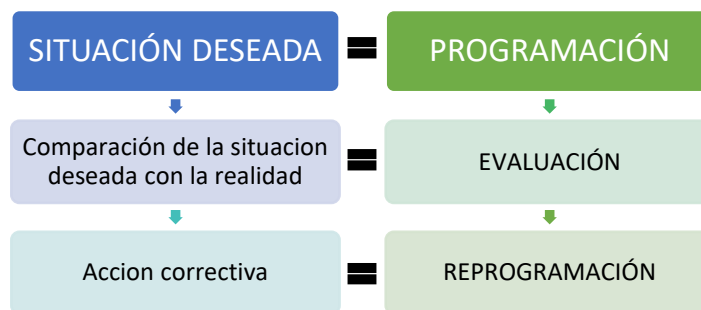 SITUACIÓN DESEADA
PROGRAMACIÓN
Comparación de la situacion
deseada con la realidad
EVALUACIÓN
Accion correctiva
REPROGRAMACIÓN